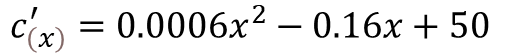 c′₍ₓ₎ = 0.0006x² − 0.16x + 50